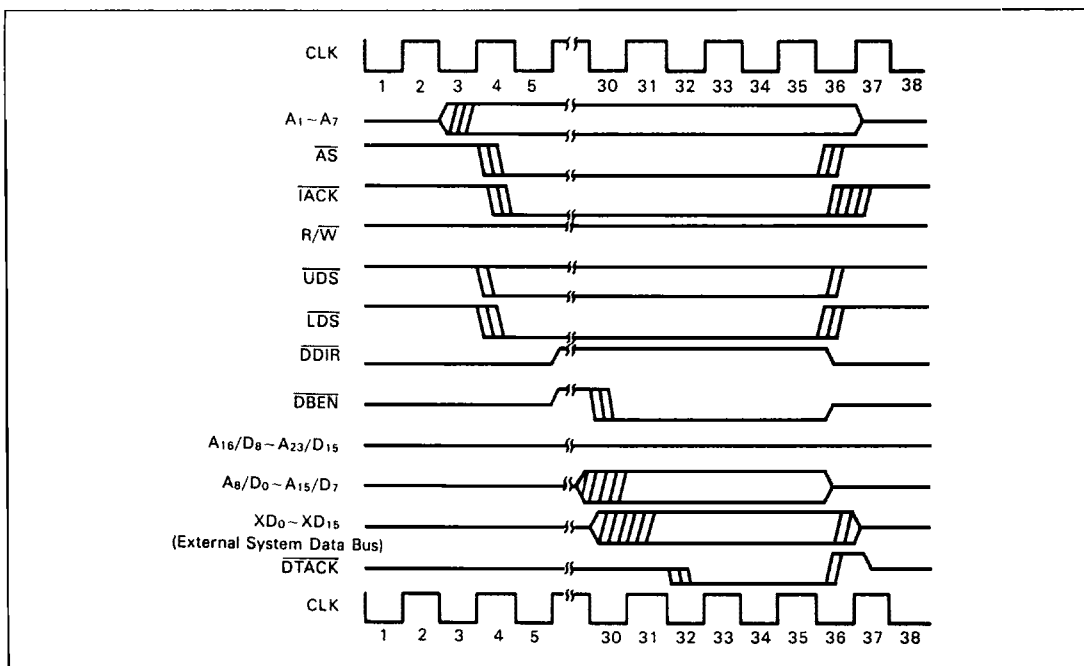 CLK
1 2 3 4 5 30 31 32 33 34 35 36 37 38
A1~A7
AS
IACK
R/W
UDS
LDS
DDIR
DBEN
A16/D8~A23/D15
A8/D0~A15/D7
XD0~XD15
(External System Data Bus)
DTACK
CLK
1 2 3 4 5 30 31 32 33 34 35 36 37 38